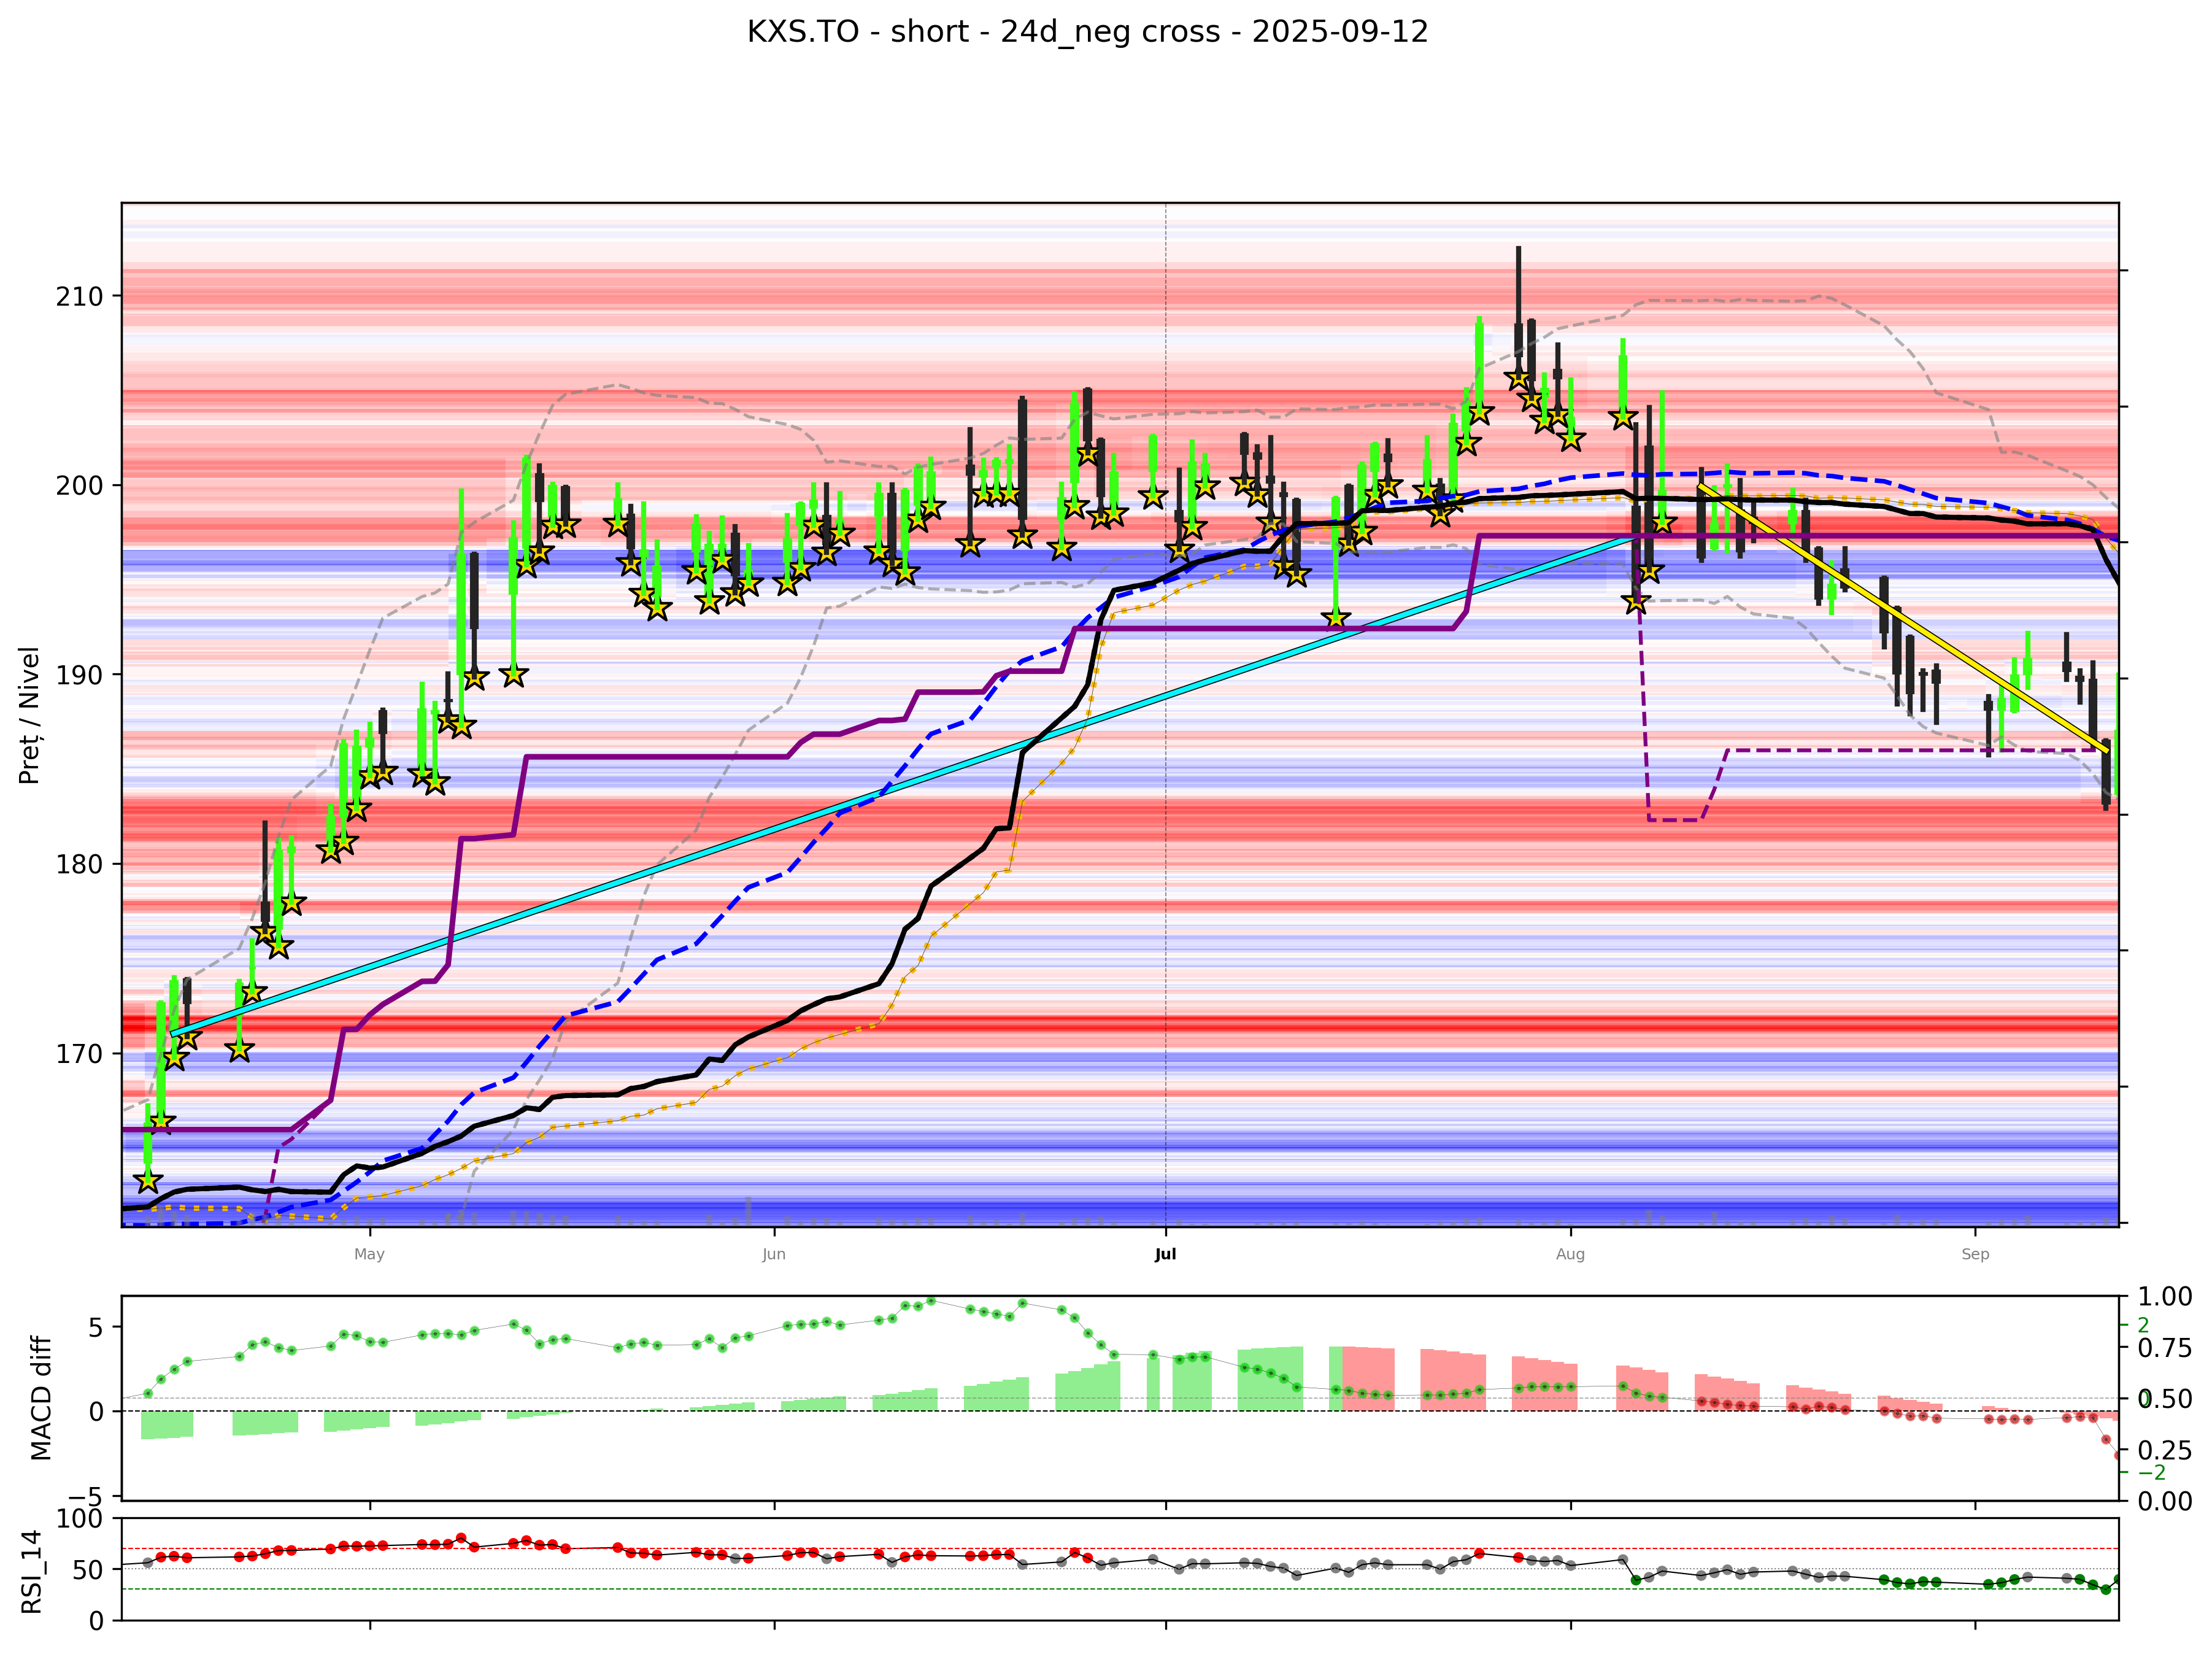 KXS.TO - short - 24d_neg cross - 2025-09-12
Preț / Nivel
210
200
190
180
170
May
Jun
Jul
Aug
Sep
MACD diff
5
0
−5
1.00
0.75
0.50
0.25
0.00
2
−2
RSI_14
100
50
0